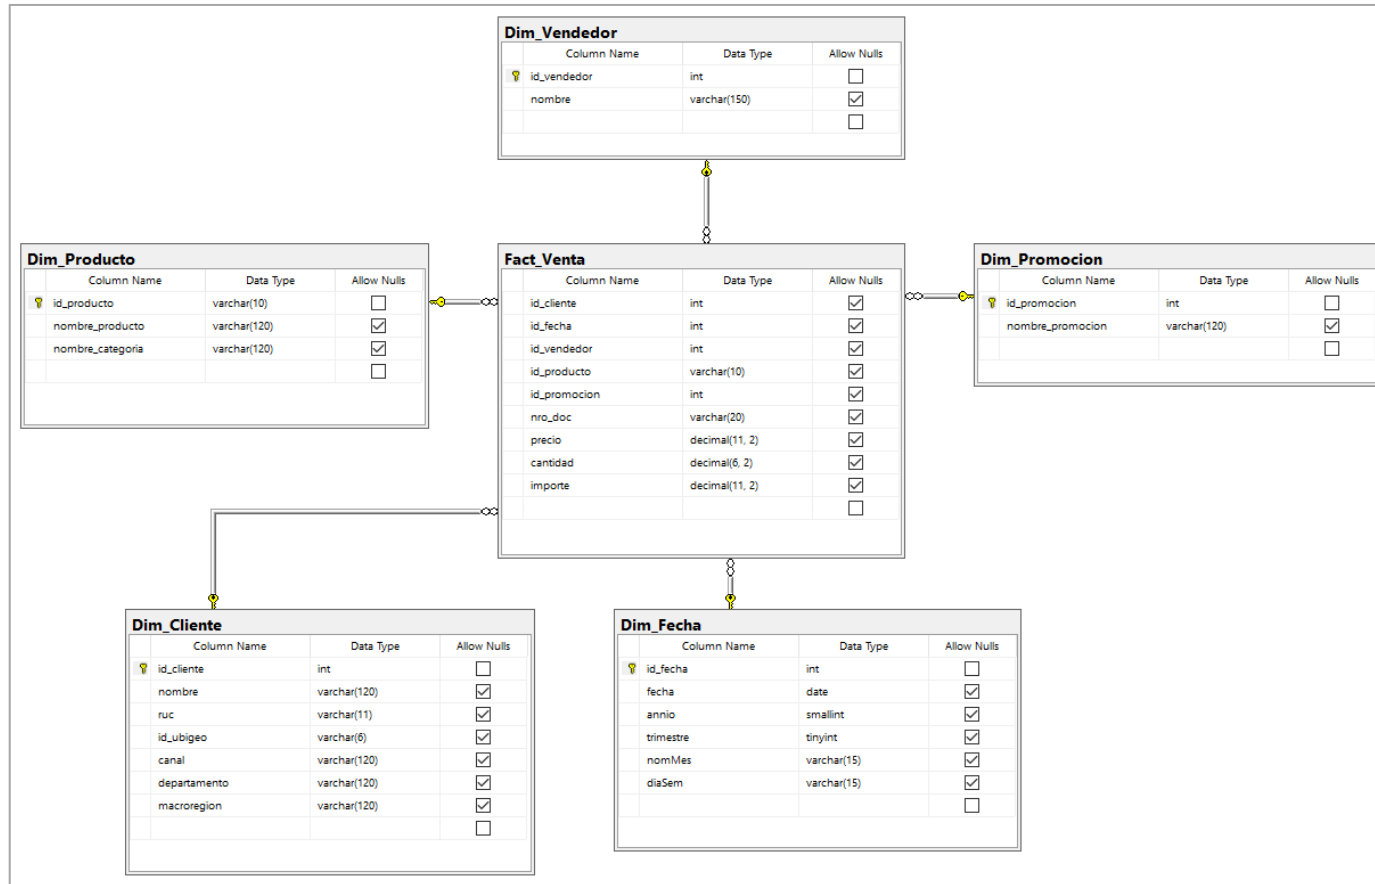 Dim_Vendedor
Column Name Data Type Allow Nulls
id_vendedor int
nombre varchar(150)
Dim_Producto
Column Name Data Type Allow Nulls
id_producto varchar(10)
nombre_producto varchar(120)
nombre_categoria varchar(120)
Fact_Venta
Column Name Data Type Allow Nulls
id_cliente int
id_fecha int
id_vendedor int
id_producto varchar(10)
id_promocion int
nro_doc varchar(20)
precio decimal(11, 2)
cantidad decimal(6, 2)
importe decimal(11, 2)
Dim_Promocion
Column Name Data Type Allow Nulls
id_promocion int
nombre_promocion varchar(120)
Dim_Cliente
Column Name Data Type Allow Nulls
id_cliente int
nombre varchar(120)
ruc varchar(11)
id_ubigeo varchar(6)
canal varchar(120)
departamento varchar(120)
macroregion varchar(120)
Dim_Fecha
Column Name Data Type Allow Nulls
id_fecha int
fecha date
annio smallint
trimestre tinyint
nomMes varchar(15)
diaSem varchar(15)